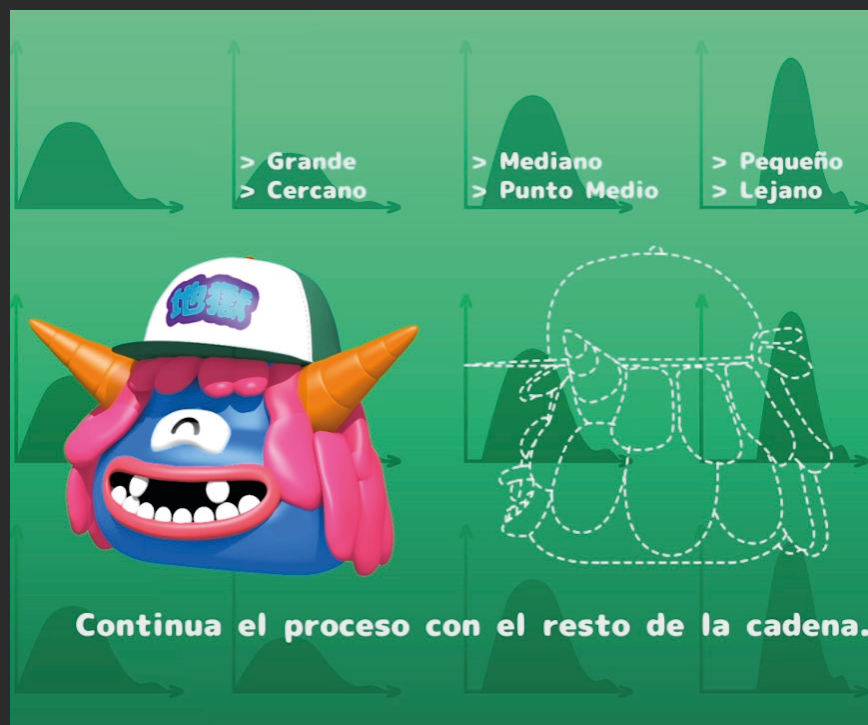 > Grande
> Cercano
> Mediano
> Punto Medio
> Pequeño
> Lejano
地獄
Continua el proceso con el resto de la cadena.